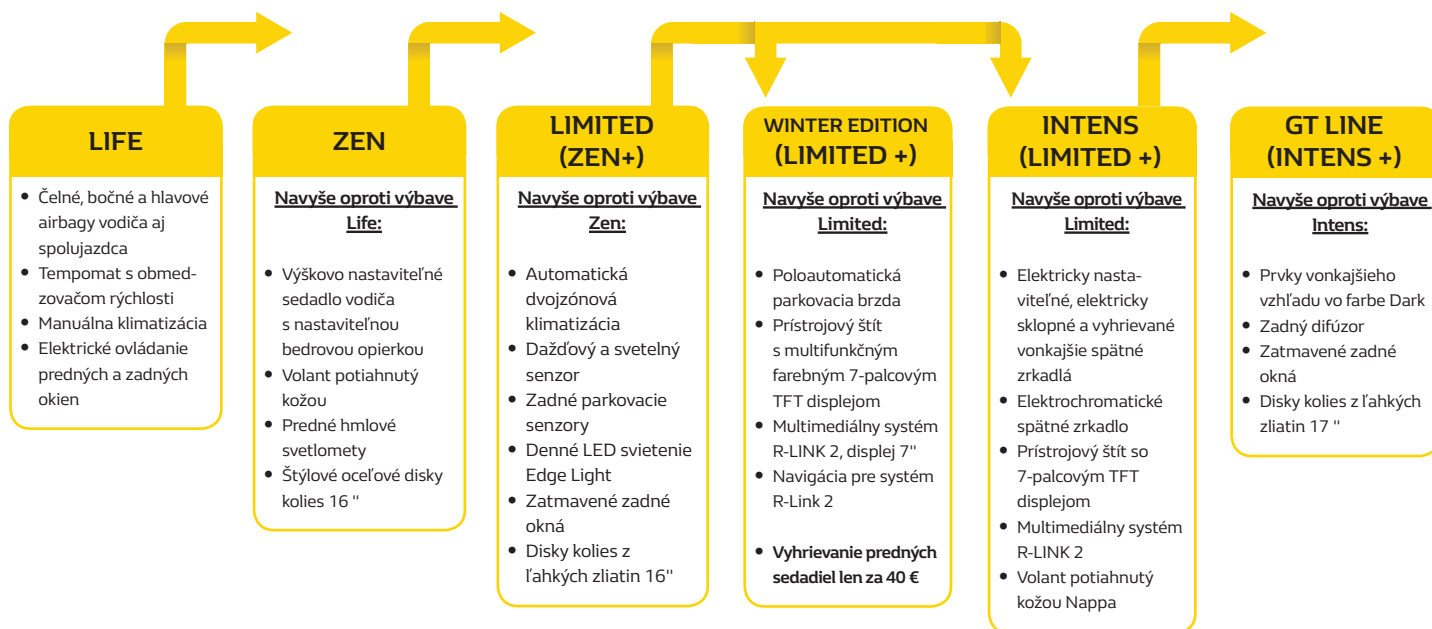 LIFE
Čelné, bočné a hlavové
airbagy vodiča aj
spolujazdca
Tempomat s obmed-
zovačom rýchlosti
Manuálna klimatizácia
Elektrické ovládanie
predných a zadných
okien
ZEN
Navyše oproti výbave
Life:
Výškovo nastaviteľné
sedadlo vodiča
s nastaviteľnou
bedrovou opierkou
Volant potiahnutý
kožou
Predné hmlové
svetlomety
Štýlové oceľové disky
kolies 16 "
LIMITED
(ZEN+)
Navyše oproti výbave
Zen:
Automatická
dvojzónová
klimatizácia
Dažďový a svetelný
senzor
Zadné parkovacie
senzory
Denné LED svietenie
Edge Light
Zatmavené zadné
okná
Disky kolies z
ľahkých zliatin 16"
WINTER EDITION
(LIMITED +)
Navyše oproti výbave
Limited:
Poloautomatická
parkovacia brzda
Prístrojový štít
s multifunkčným
farebným 7-palcovým
TFT displejom
Multimediálny systém
R-LINK 2, displej 7"
Navigácia pre systém
R-Link 2
Vyhrievanie predných
sedadiel len za 40 €
INTENS
(LIMITED +)
Navyše oproti výbave
Limited:
Elektricky nasta-
viteľné, elektricky
sklopné a vyhrievané
vonkajšie spätné
zrkadlá
Elektrochromatické
spätné zrkadlo
Prístrojový štít so
7-palcovým TFT
displejom
Multimediálny systém
R-LINK 2
Volant potiahnutý
kožou Nappa
GT LINE
(INTENS +)
Navyše oproti výbave
Intens:
Prvky vonkajšieho
vzhľadu vo farbe Dark
Zadný difúzor
Zatmavené zadné
okná
Disky kolies z ľahkých
zliatin 17 "